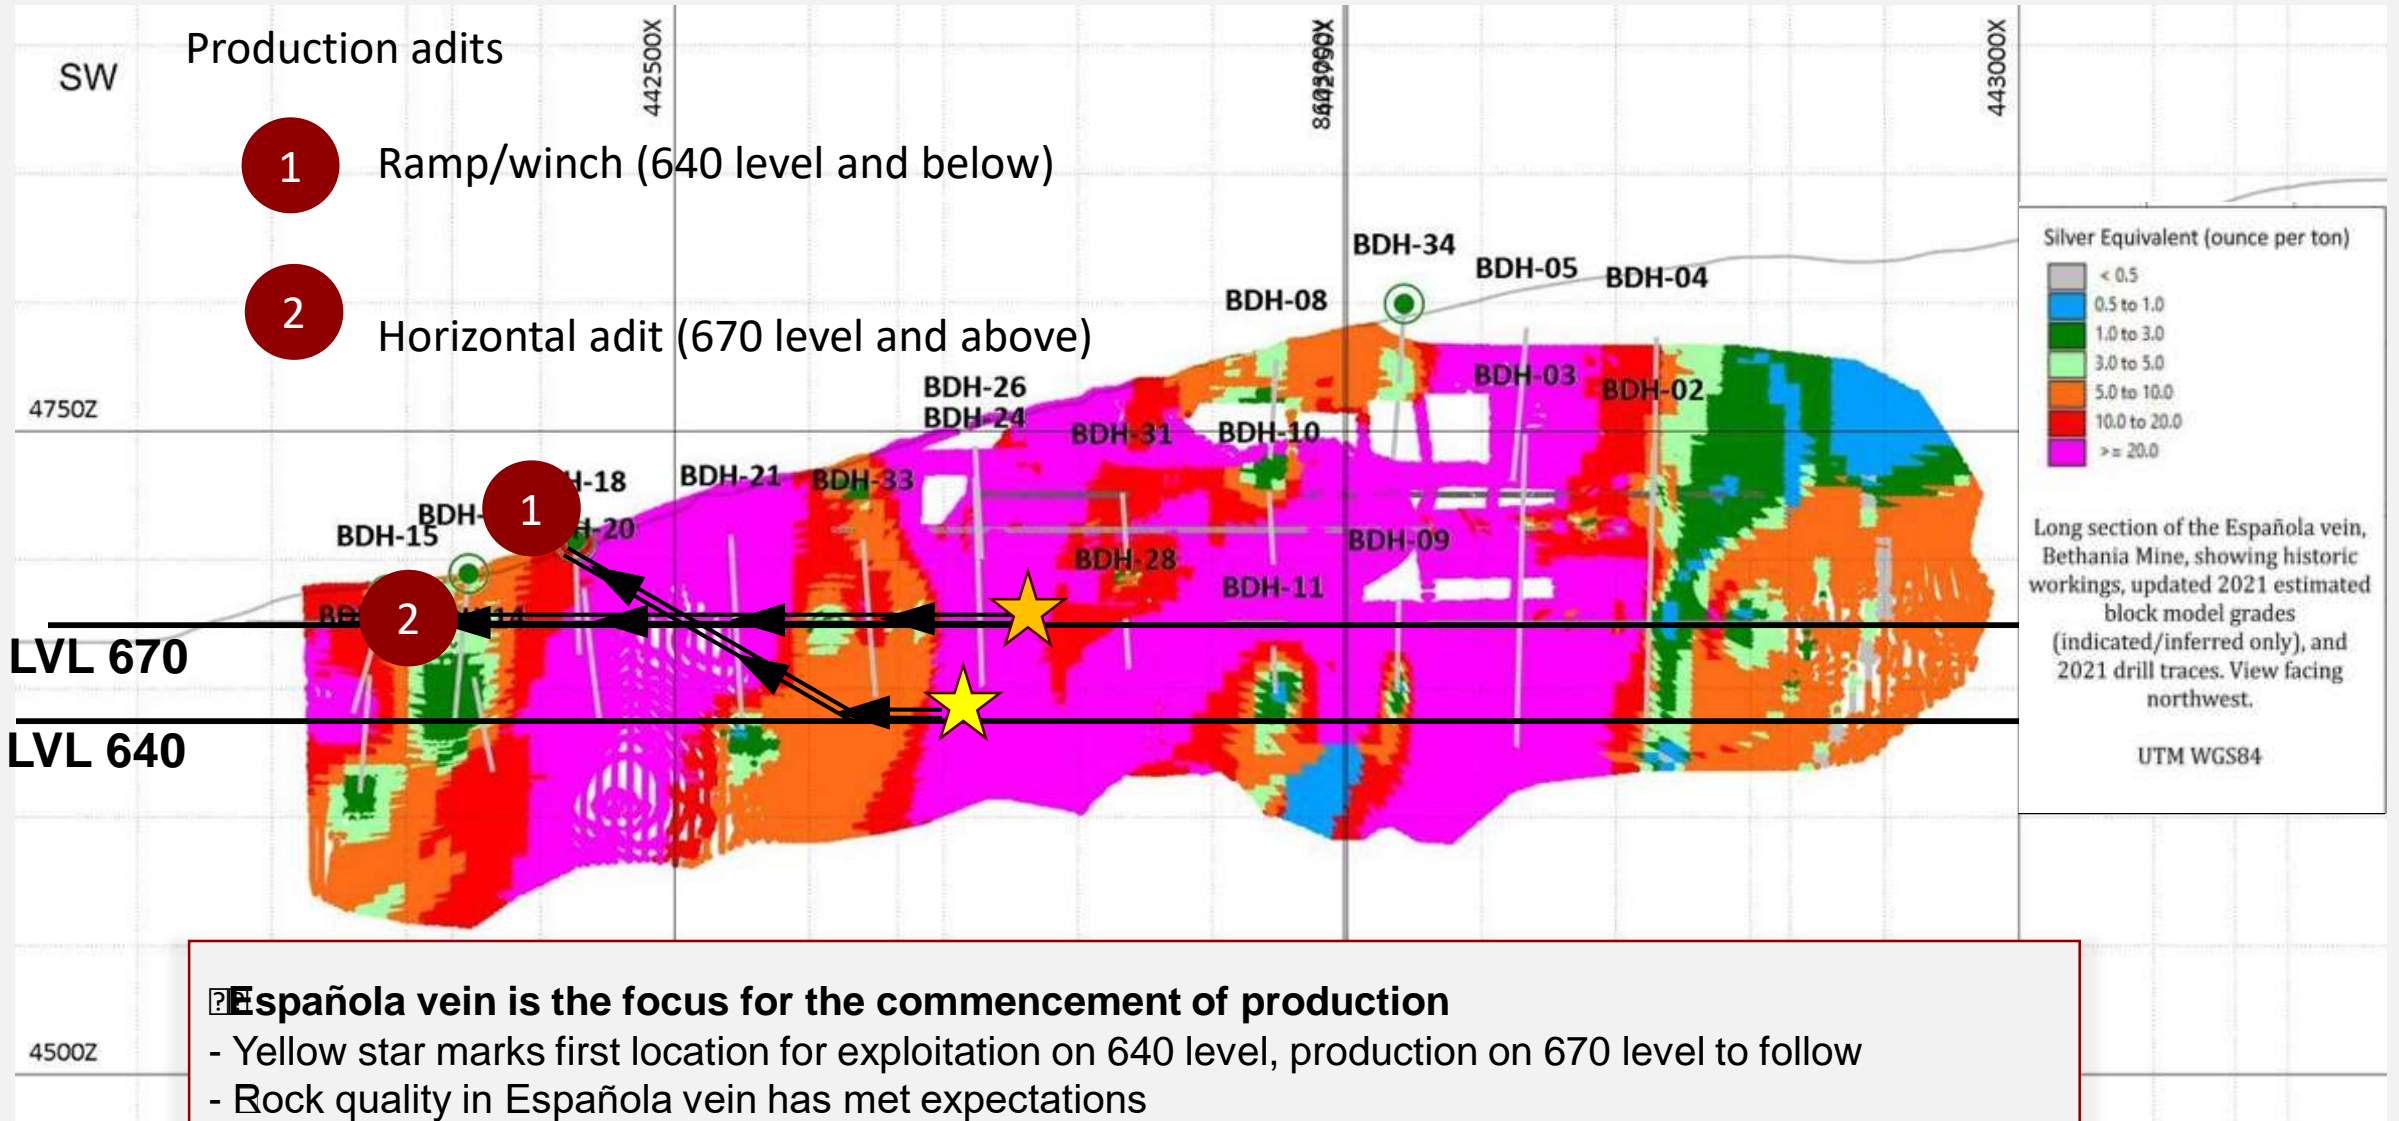 Production adits
SW
1
Ramp/winch (640 level and below)
2
Horizontal adit (670 level and above)
442500X
443000X
4750Z
4500Z
BDH-34
BDH-05
BDH-04
BDH-08
BDH-03
BDH-02
BDH-26
BDH-24
BDH-31
BDH-10
BDH-21
BDH-33
H-18
1
BDH-
H-20
BDH-15
BDH-09
BDH-28
BDH-11
2
14
LVL 670
LVL 640
Silver Equivalent (ounce per ton)
< 0.5
0.5 to 1.0
1.0 to 3.0
3.0 to 5.0
5.0 to 10.0
10.0 to 20.0
>= 20.0
Long section of the Española vein,
Bethania Mine, showing historic
workings, updated 2021 estimated
block model grades
(indicated/inferred only), and
2021 drill traces. View facing
northwest.
UTM WGS84
Española vein is the focus for the commencement of production
- Yellow star marks first location for exploitation on 640 level, production on 670 level to follow
- Rock quality in Española vein has met expectations